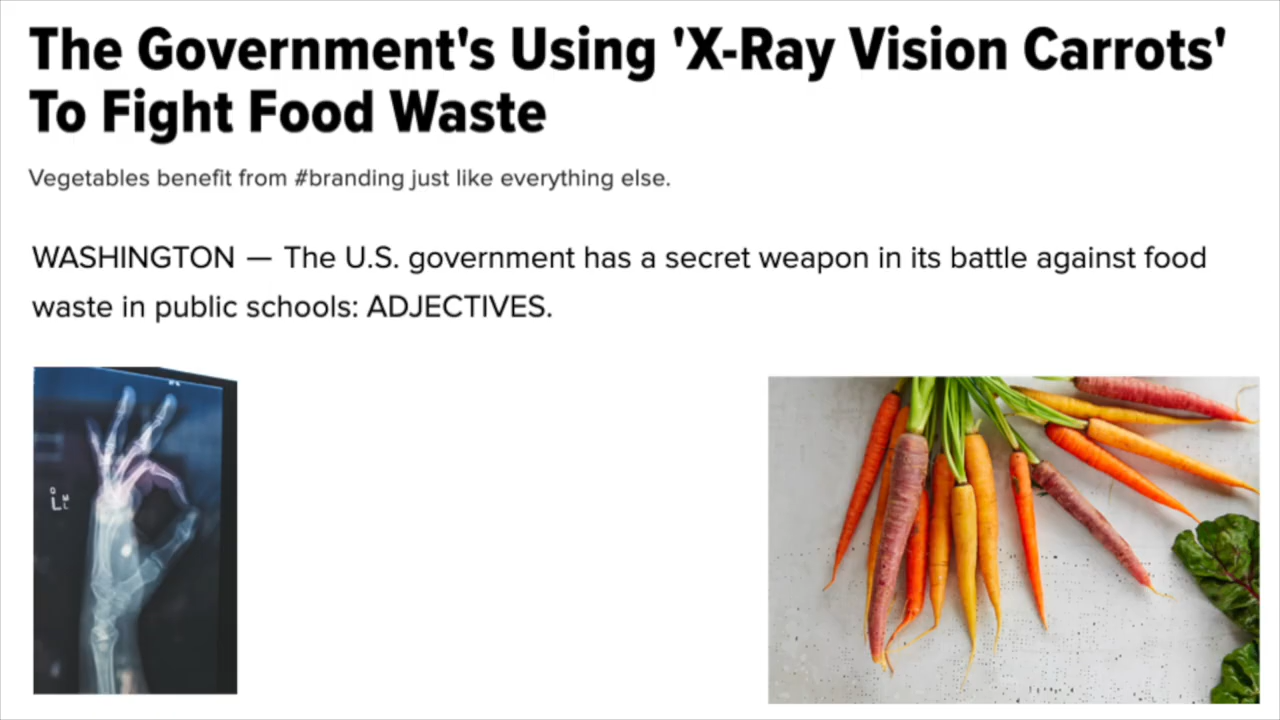 The Government's Using 'X-Ray Vision Carrots'
To Fight Food Waste
Vegetables benefit from #branding just like everything else.
WASHINGTON — The U.S. government has a secret weapon in its battle against food
waste in public schools: ADJECTIVES.